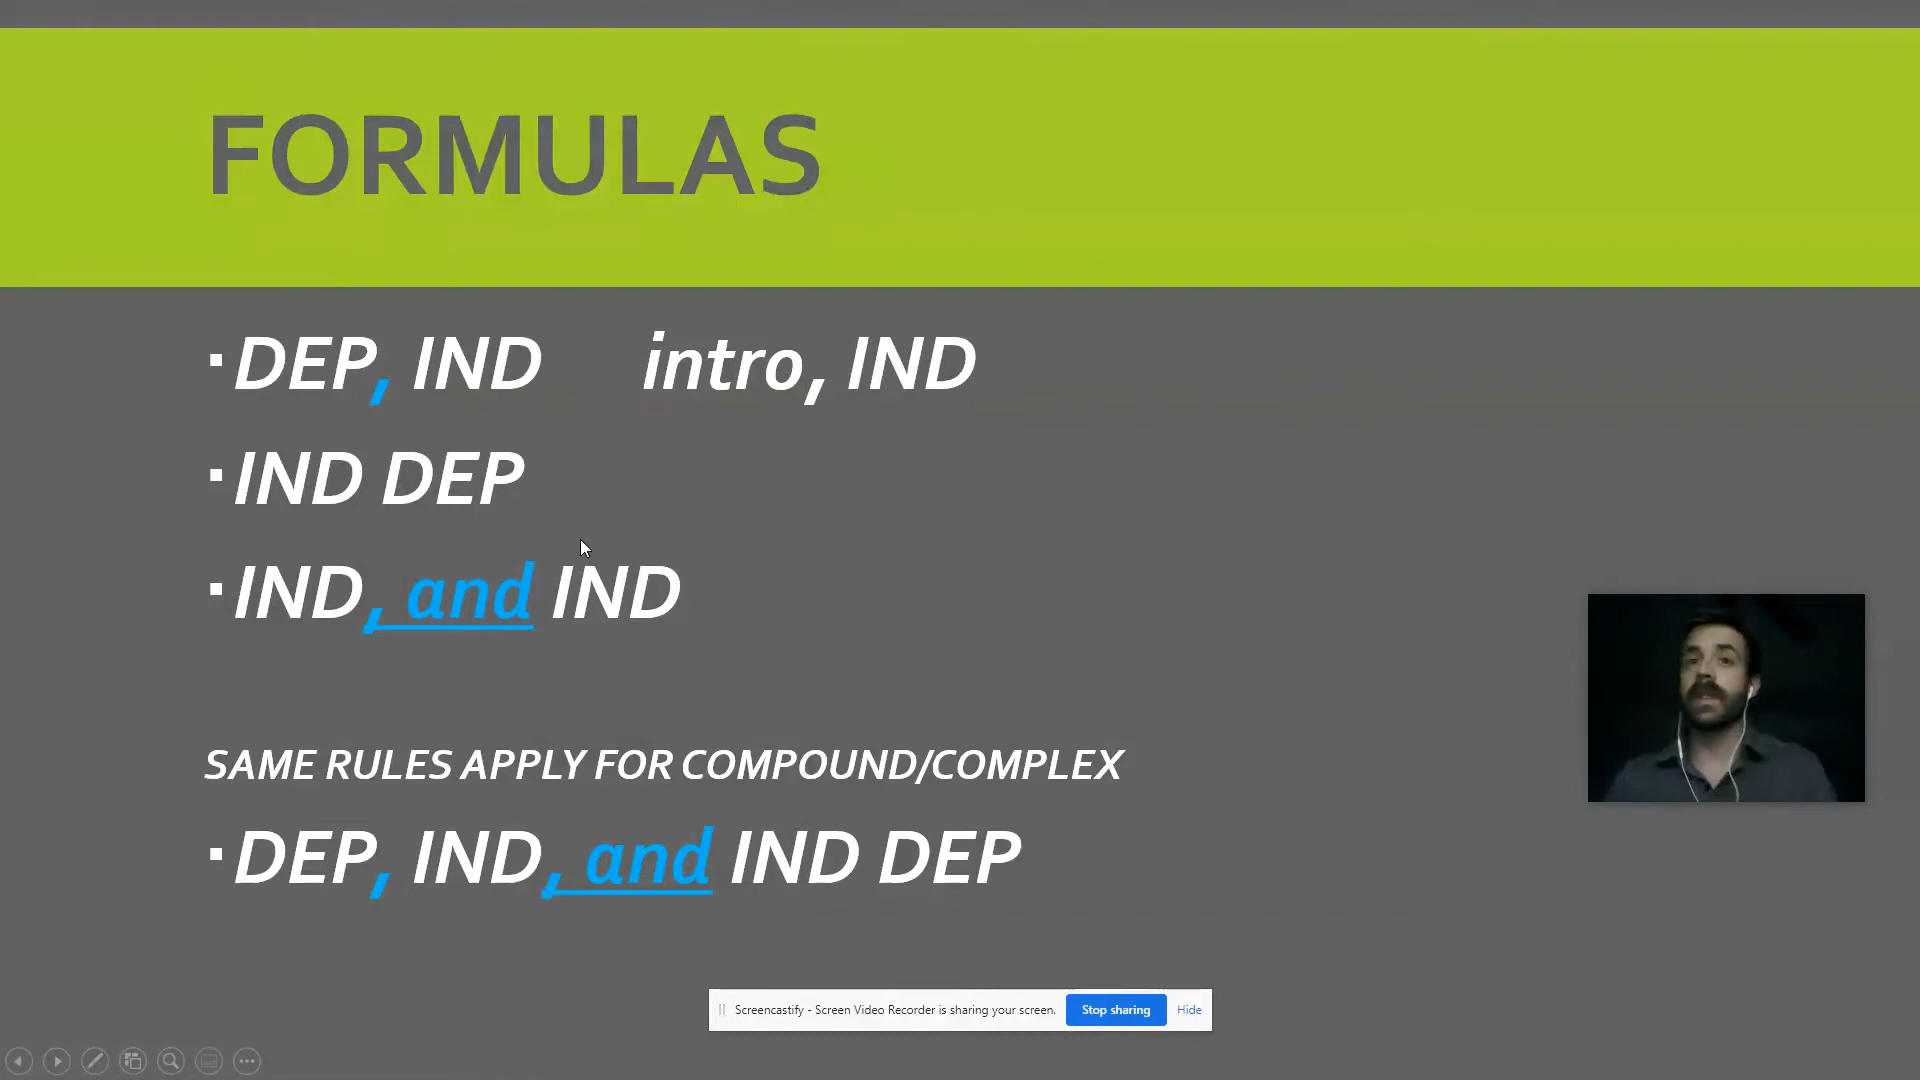 FORMULAS
▪DEP, IND intro, IND
▪IND DEP
▪IND, and IND
SAME RULES APPLY FOR COMPOUND/COMPLEX
▪DEP, IND, and IND DEP
Screencastify - Screen Video Recorder is sharing your screen. Stop sharing Hide